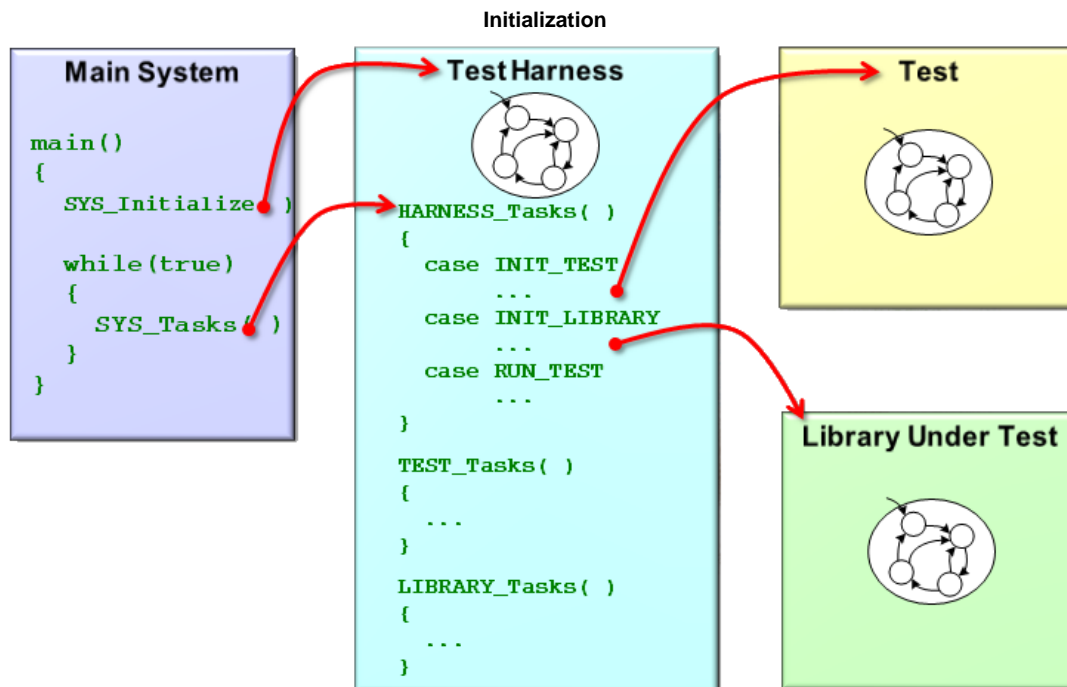 Initialization
Main System
main()
{
SYS_Initialize( )
while(true)
{
SYS_Tasks( )
}
}
Test Harness
HARNESS_Tasks( )
{
case INIT_TEST
...
case INIT_LIBRARY
...
case RUN_TEST
...
}
TEST_Tasks( )
{
...
}
LIBRARY_Tasks( )
{
...
}
Test
Library Under Test